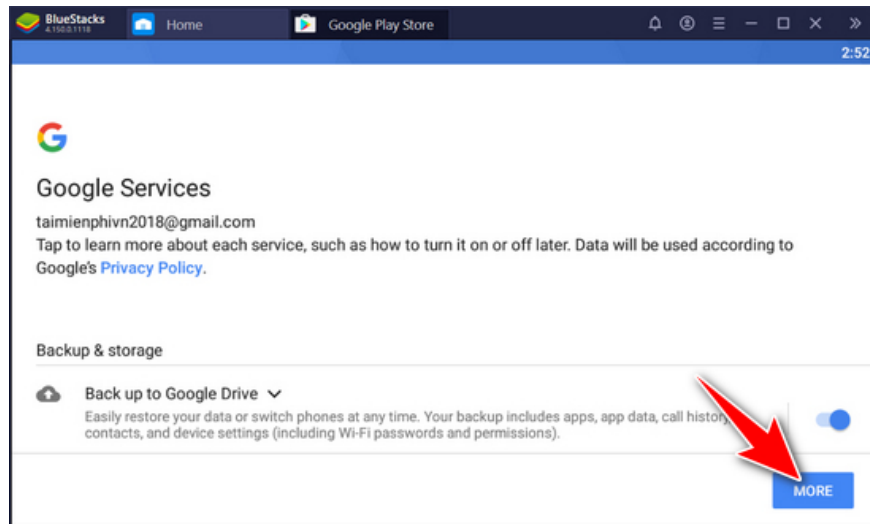 BlueStacks
4.150.0.1118
Home
Google Play Store
2:52
G
Google Services
taimienphivn2018@gmail.com
Tap to learn more about each service, such as how to turn it on or off later. Data will be used according to
Google's Privacy Policy.
Backup & storage
Back up to Google Drive
Easily restore your data or switch phones at any time. Your backup includes apps, app data, call history,
contacts, and device settings (including Wi-Fi passwords and permissions).
MORE